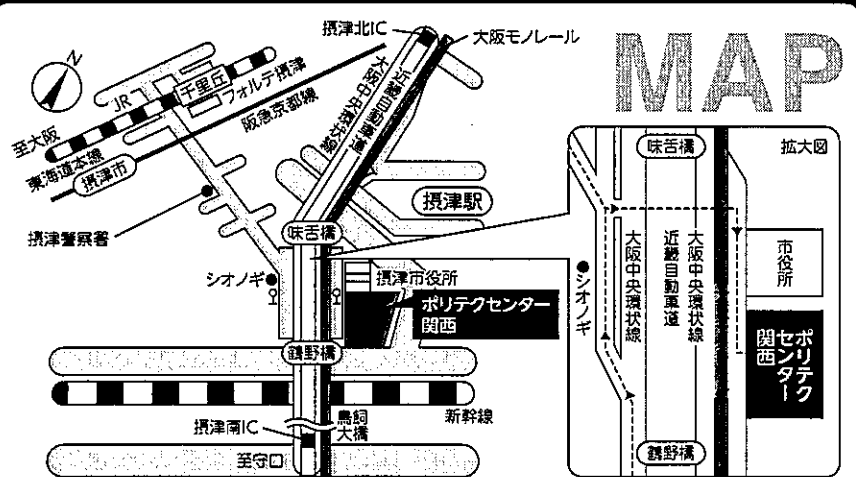 MAP
N
摂津北IC
大阪モノレール
近畿自動車道
大阪中央環状線
JR
千里丘
フォルテ摂津
阪急京都線
至大阪
東海道本線
摂津市
摂津警察署
摂津駅
味舌橋
シオノギ
摂津市役所
ポリテクセンター
関西
鶴野橋
新幹線
鳥飼
大橋
摂津南IC
至守口
拡大図
味舌橋
大阪中央環状線
近畿自動車道
大阪中央環状線
シオノギ
市役所
ポリテク
センター
関西
鶴野橋